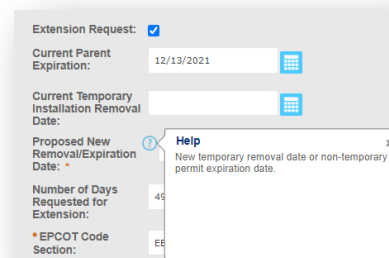 Extension Request:
Current Parent
Expiration:
12/13/2021
Current Temporary
Installation Removal
Date:
Proposed New
Removal/Expiration
Date: *
? Help
New temporary removal date or non-temporary
permit expiration date.
Number of Days
Requested for
Extension:
49
* EPCOT Code
Section: